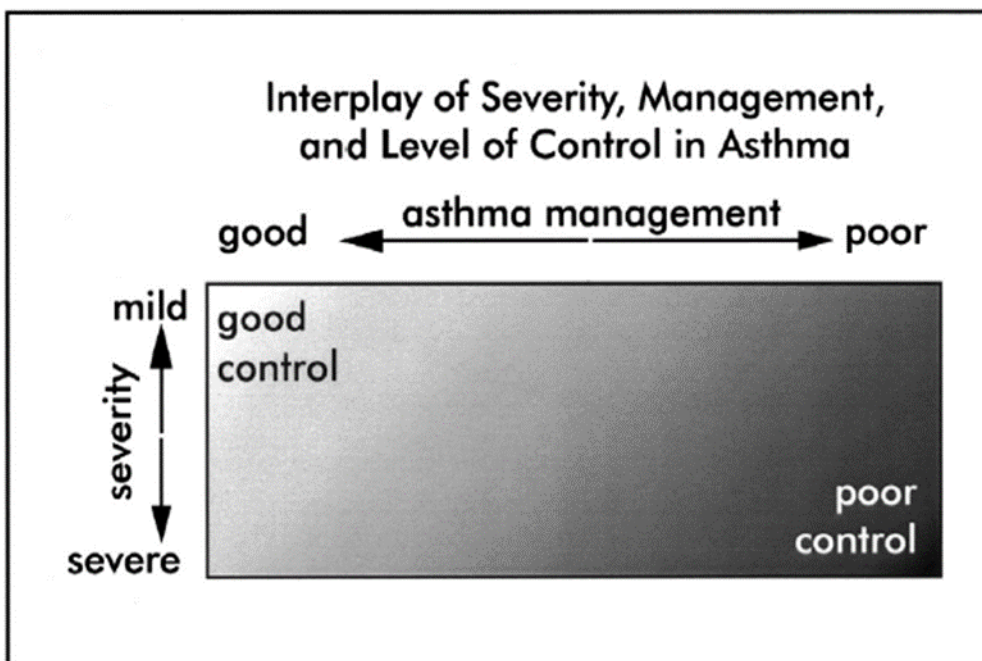 Interplay of Severity, Management,
and Level of Control in Asthma
asthma management
good
poor
mild
good
control
severity
poor
control
severe